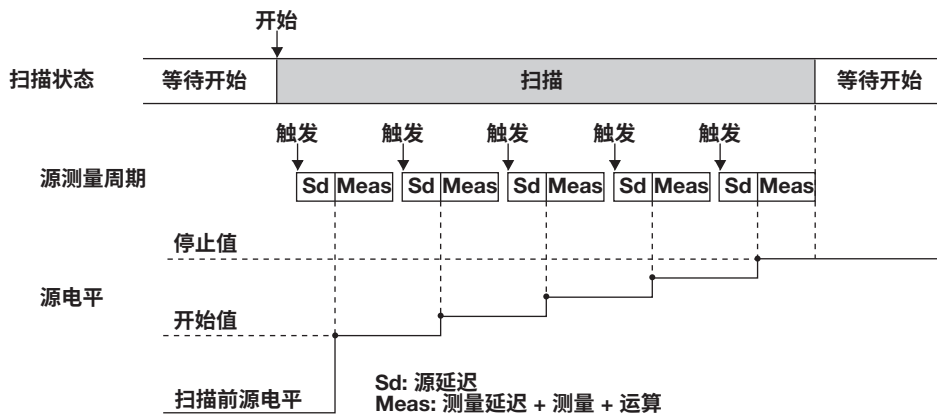 开始
扫描状态 等待开始 扫描 等待开始
触发 触发 触发 触发 触发
源测量周期 Sd Meas Sd Meas Sd Meas Sd Meas Sd Meas
停止值
源电平
开始值
扫描前源电平
Sd: 源延迟
Meas: 测量延迟 + 测量 + 运算